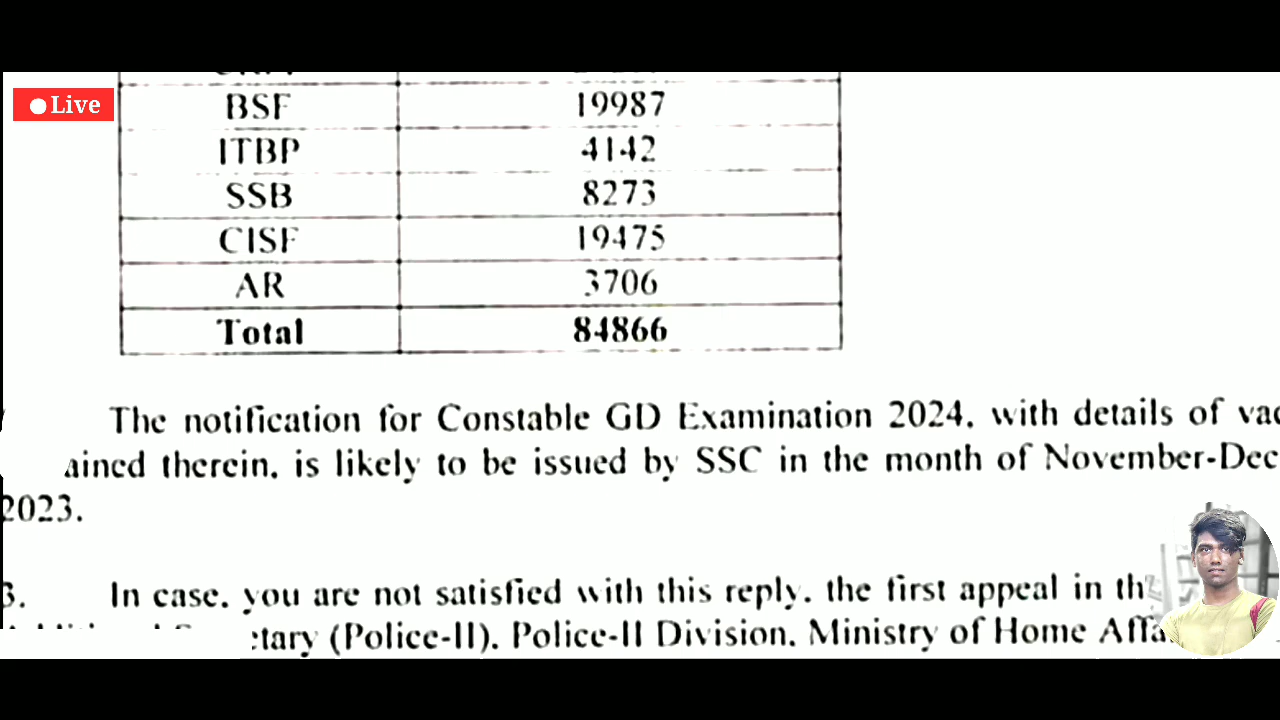 Live
BSF 19987
ITBP 4142
SSB 8273
CISF 19475
AR 3706
Total 84866
The notification for Constable GD Examination 2024, with details of
therein, is likely to be issued by SSC in the month of November-Dec
2023.
3. In case, you are not satisfied with this reply, the first appeal in
(Police-II), Police-II Division, Ministry of Home